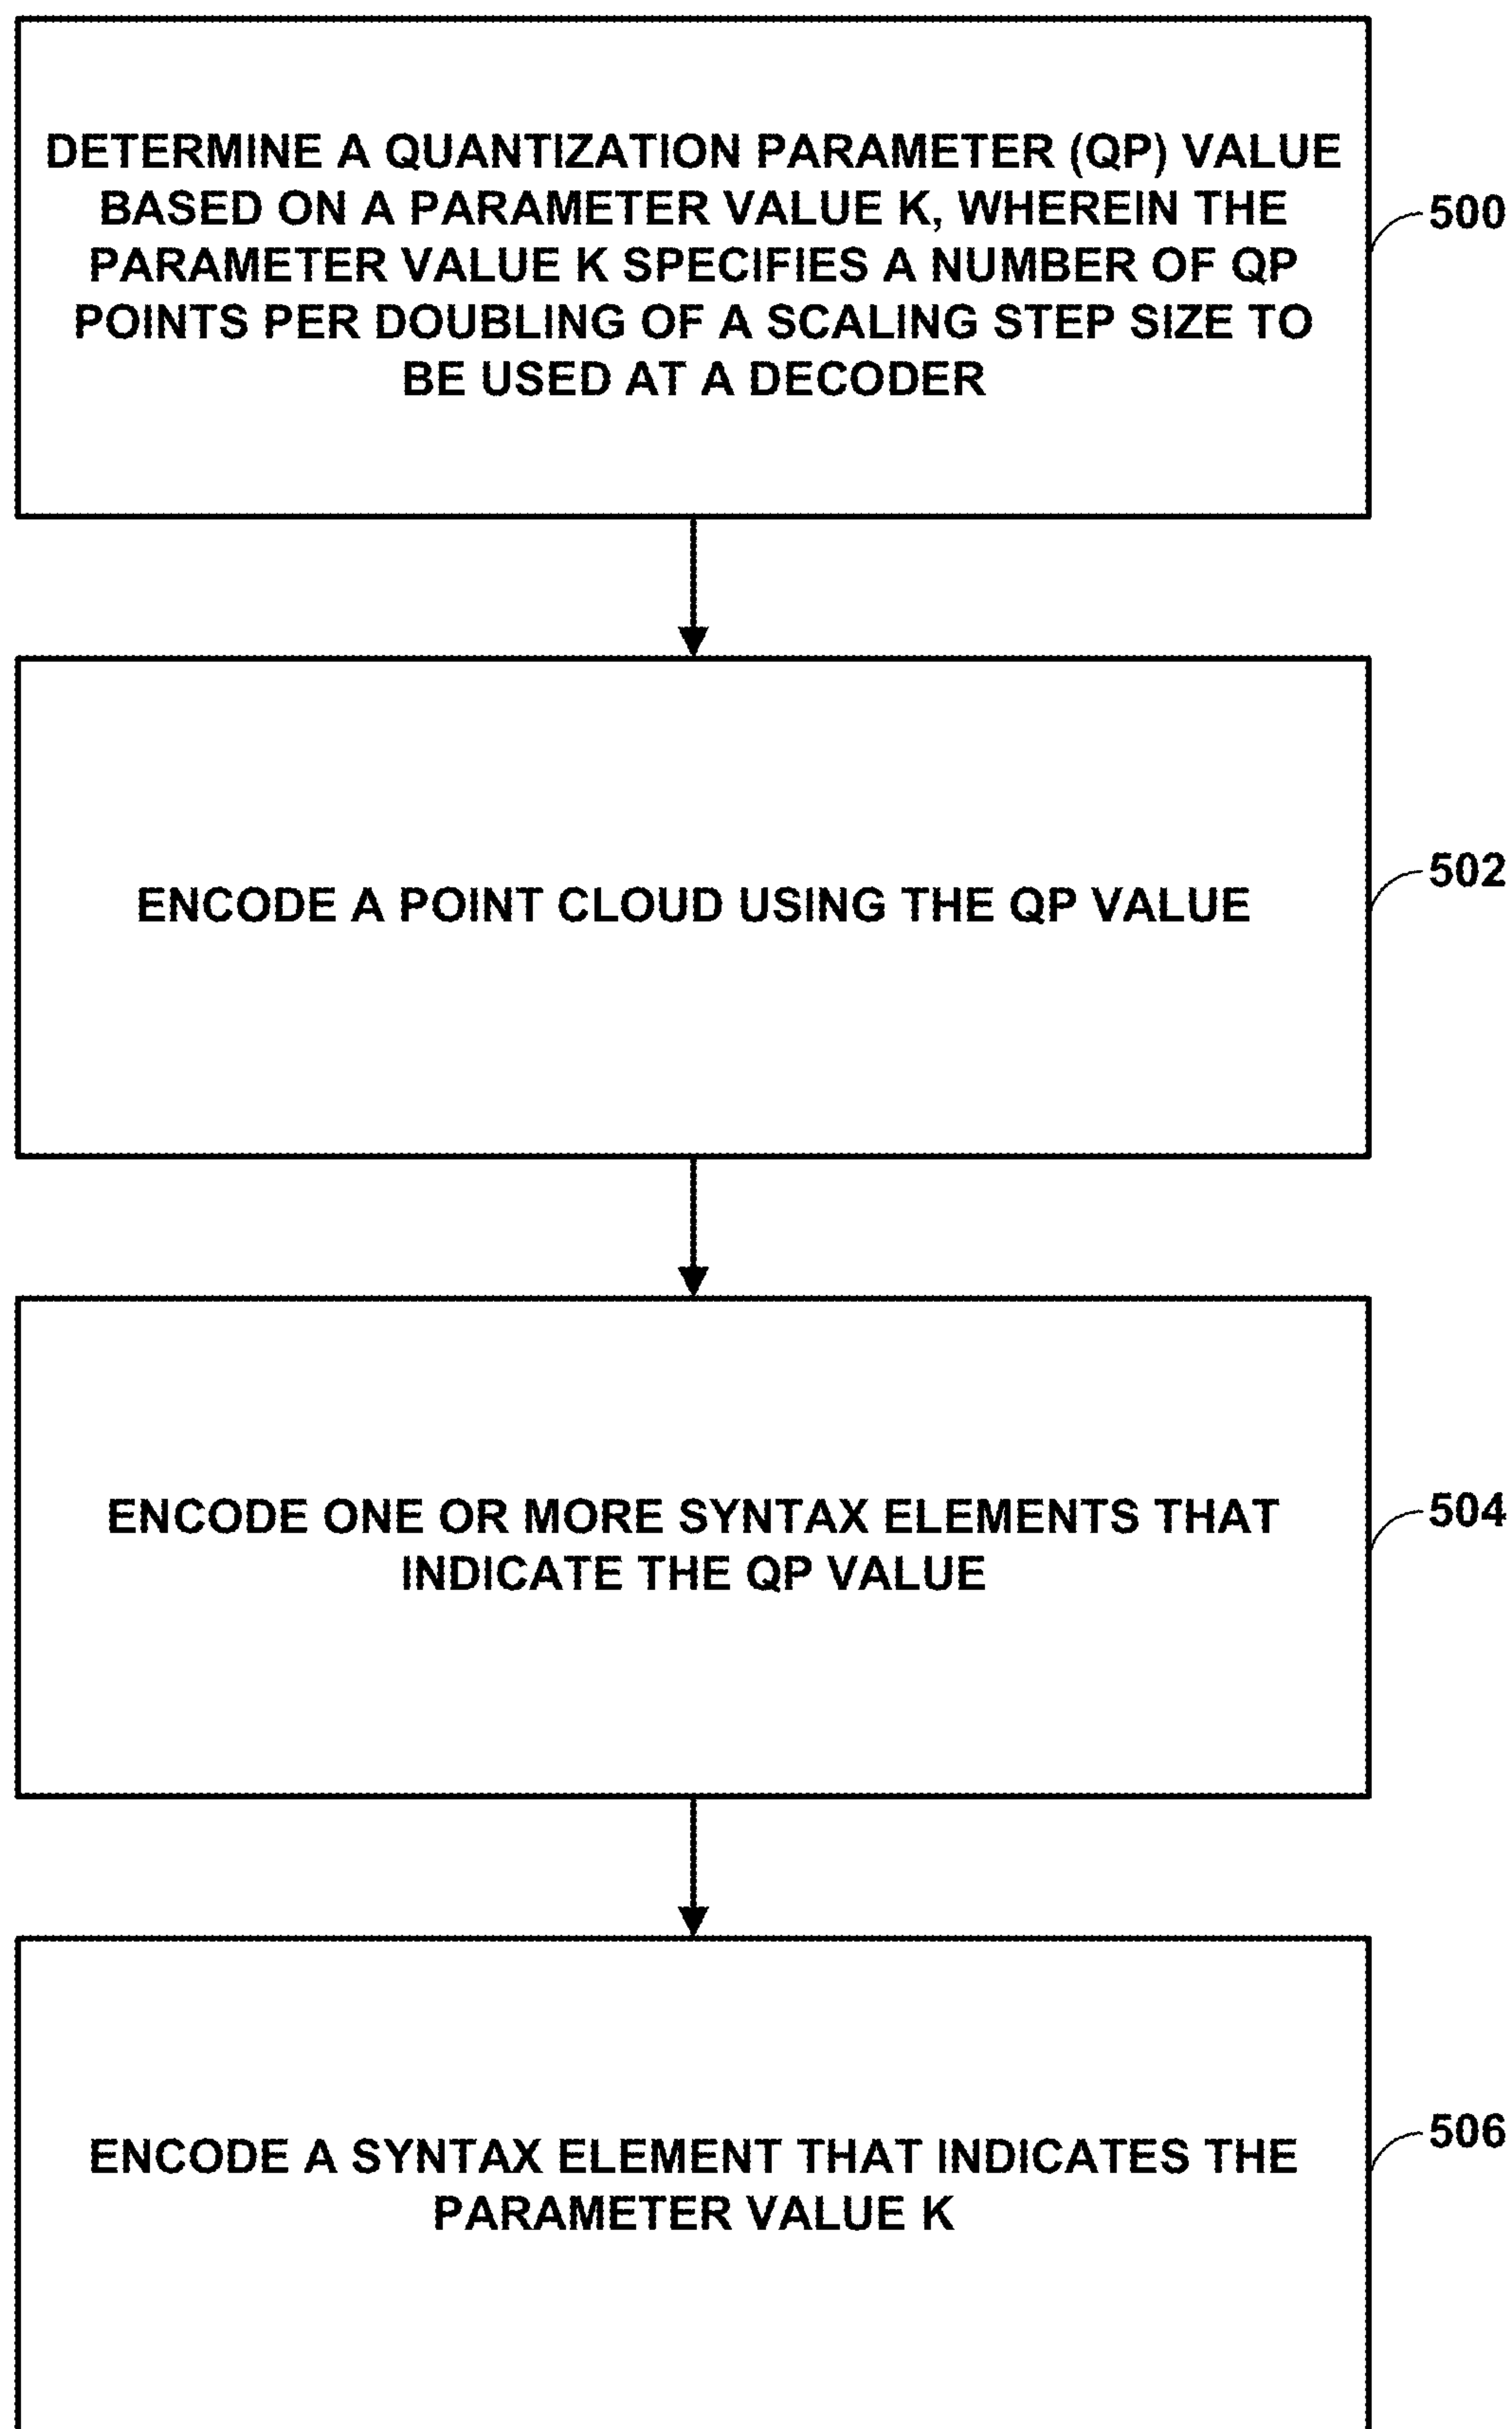 DETERMINE A QUANTIZATION PARAMETER (QP) VALUE
BASED ON A PARAMETER VALUE K, WHEREIN THE
PARAMETER VALUE K SPECIFIES A NUMBER OF QP
POINTS PER DOUBLING OF A SCALING STEP SIZE TO
BE USED AT A DECODER
500
ENCODE A POINT CLOUD USING THE QP VALUE
502
ENCODE ONE OR MORE SYNTAX ELEMENTS THAT
INDICATE THE QP VALUE
504
ENCODE A SYNTAX ELEMENT THAT INDICATES THE
PARAMETER VALUE K
506